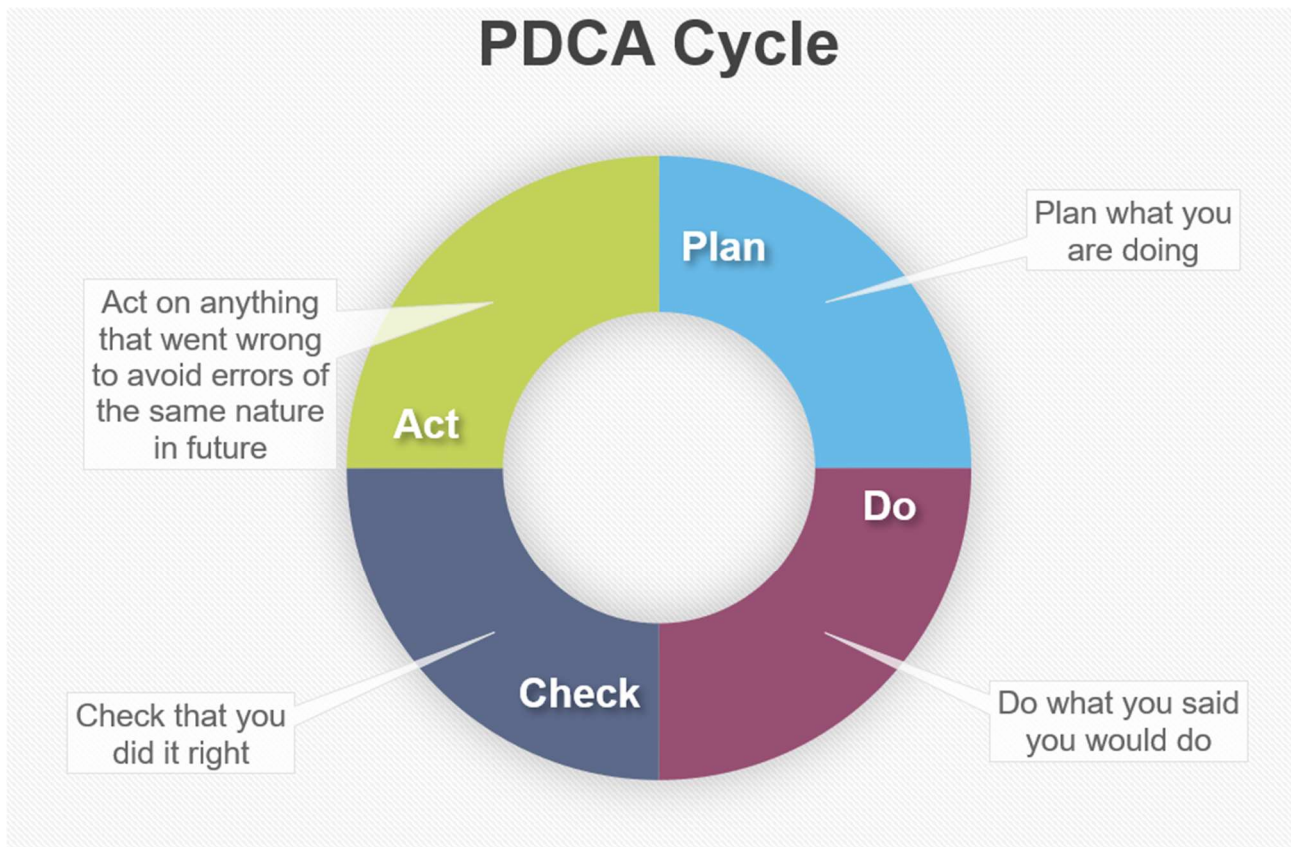 PDCA Cycle
Plan
Plan what you
are doing
Do
Do what you said
you would do
Check
Check that you
did it right
Act
Act on anything
that went wrong
to avoid errors of
the same nature
in future